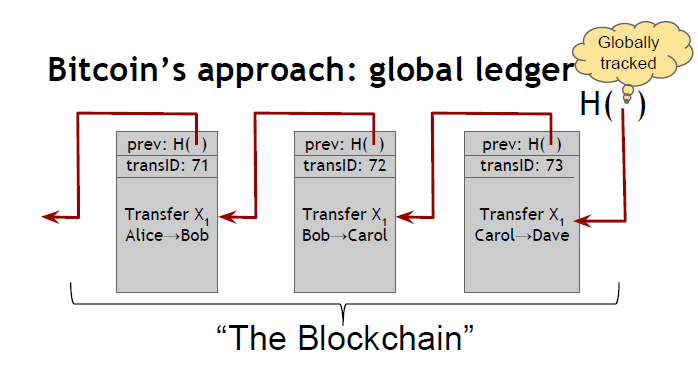 Globally
tracked
Bitcoin’s approach: global ledger
H( )
prev: H( )
transID: 71
Transfer X₁
Alice→Bob
prev: H( )
transID: 72
Transfer X₁
Bob→Carol
prev: H( )
transID: 73
Transfer X₁
Carol→Dave
“The Blockchain”